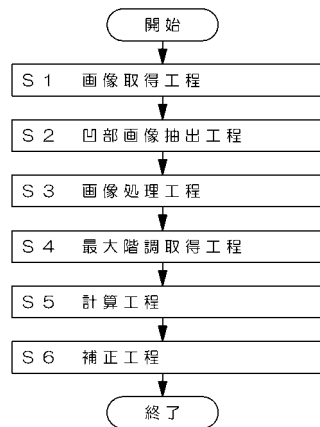 開始
S1 画像取得工程
S2 凹部画像抽出工程
S3 画像処理工程
S4 最大階調取得工程
S5 計算工程
S6 補正工程
終了